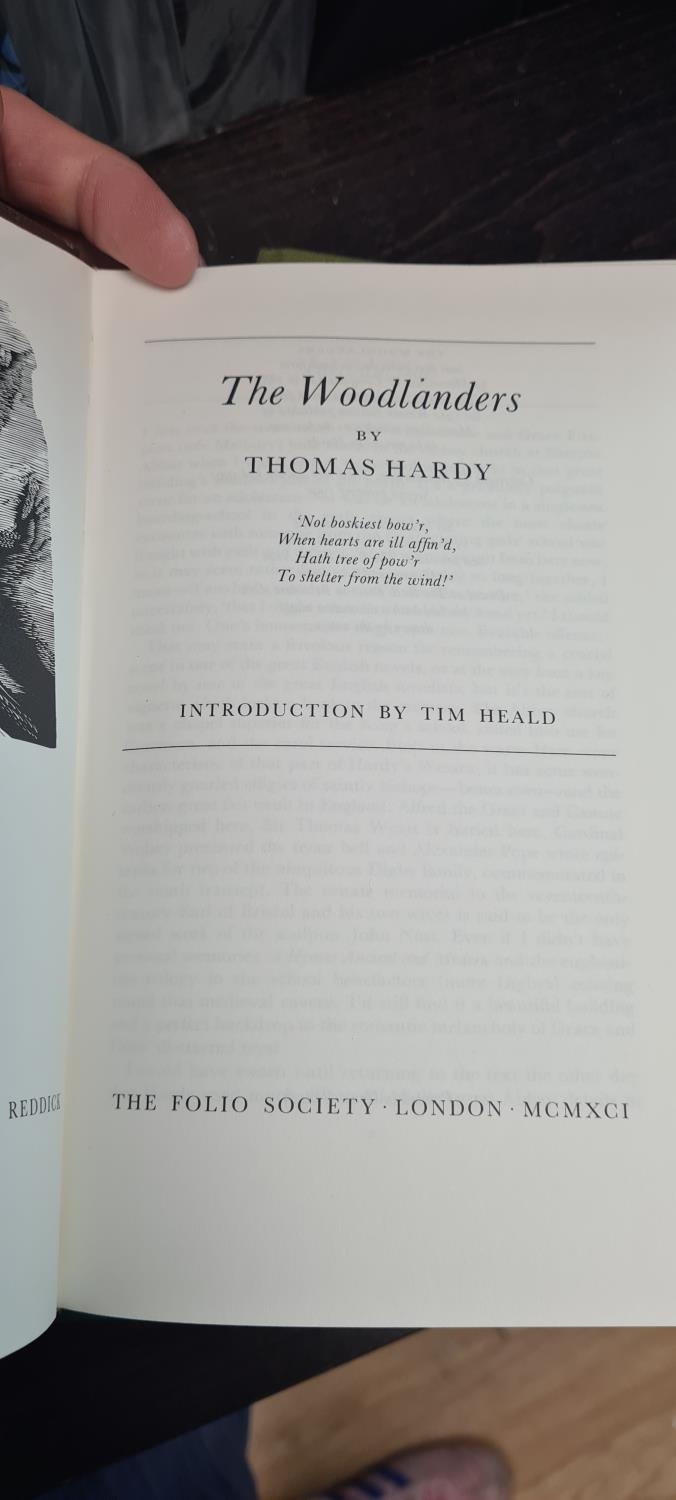 The Woodlanders
BY
THOMAS HARDY
‘Not boskiest bow’r,
When hearts are ill affin’d,
Hath tree of pow’r
To shelter from the wind!’
INTRODUCTION BY TIM HEALD
REDDICK
THE FOLIO SOCIETY · LONDON · MCMXCI